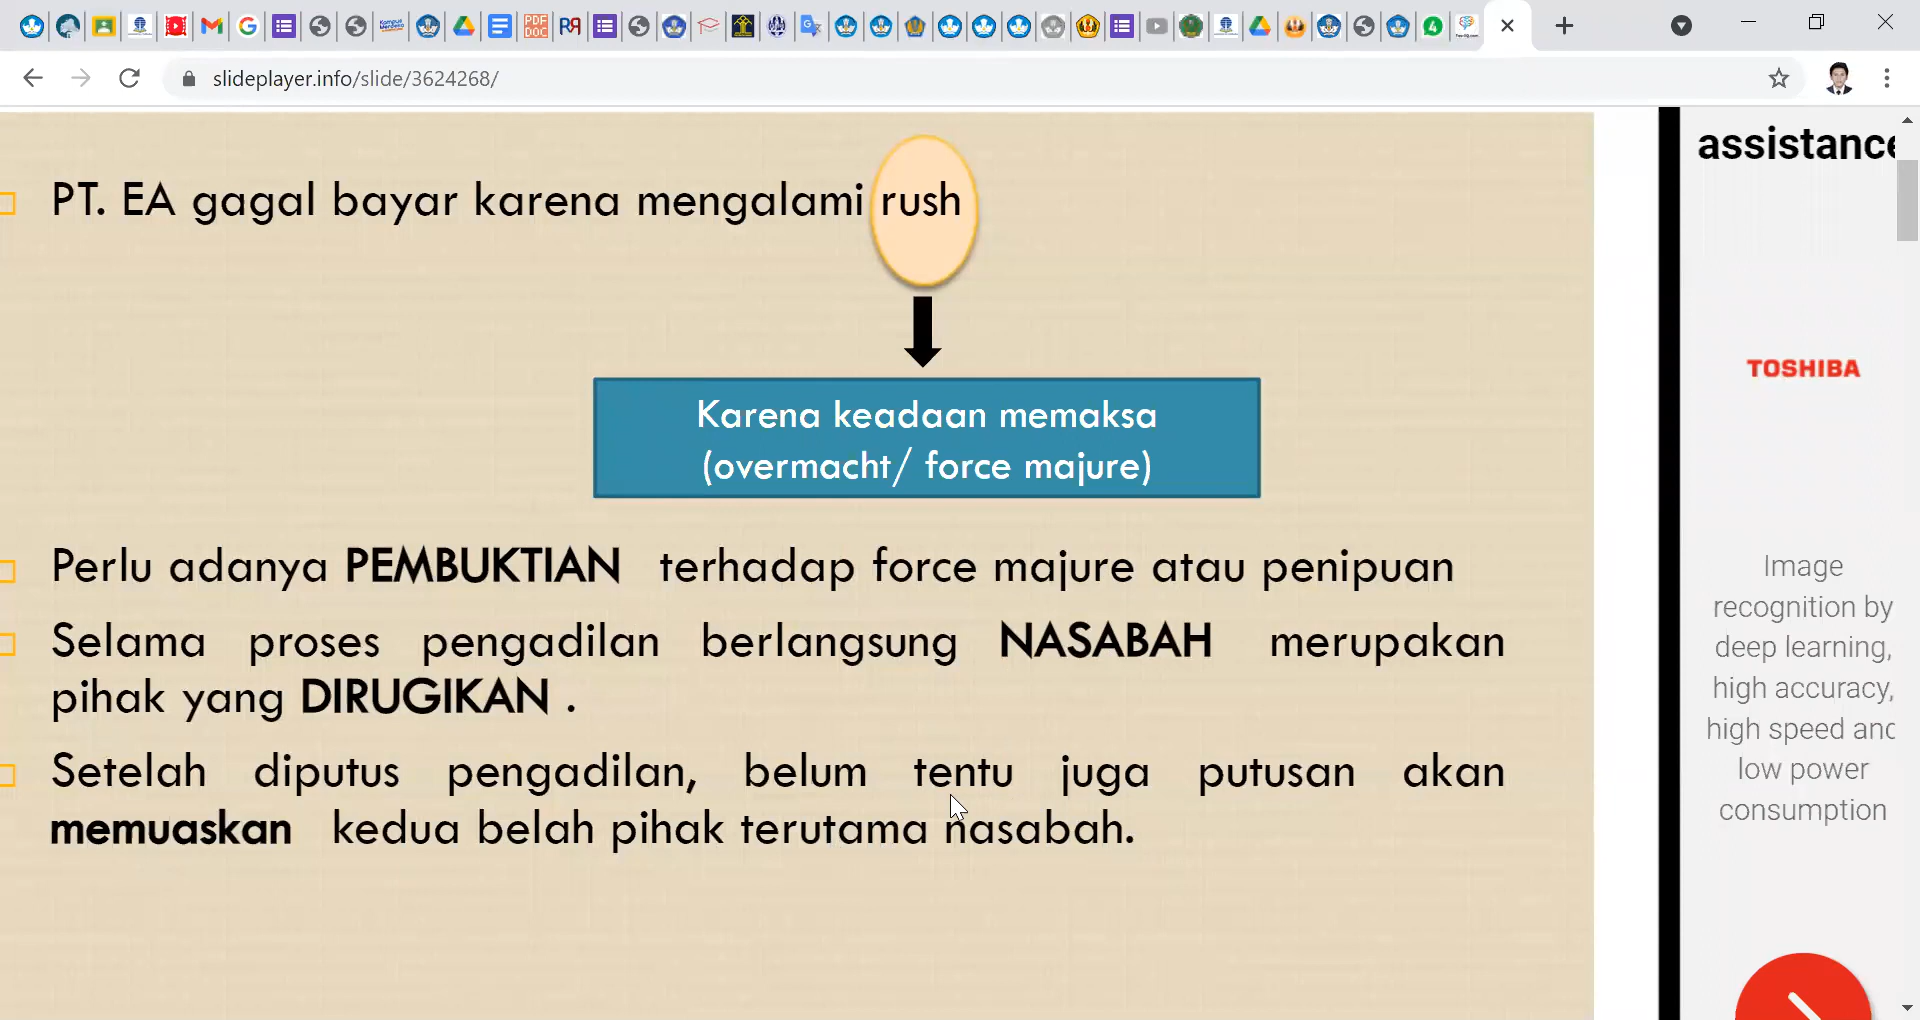 slideplayer.info/slide/3624268/
PT. EA gagal bayar karena mengalami rush
Karena keadaan memaksa
(overmacht/ force majure)
Perlu adanya PEMBUKTIAN terhadap force majure atau penipuan
Selama proses pengadilan berlangsung NASABAH merupakan
pihak yang DIRUGIKAN .
Setelah diputus pengadilan, belum tentu juga putusan akan
memuaskan kedua belah pihak terutama nasabah.
assistance
TOSHIBA
Image
recognition by
deep learning,
high accuracy,
high speed and
low power
consumption